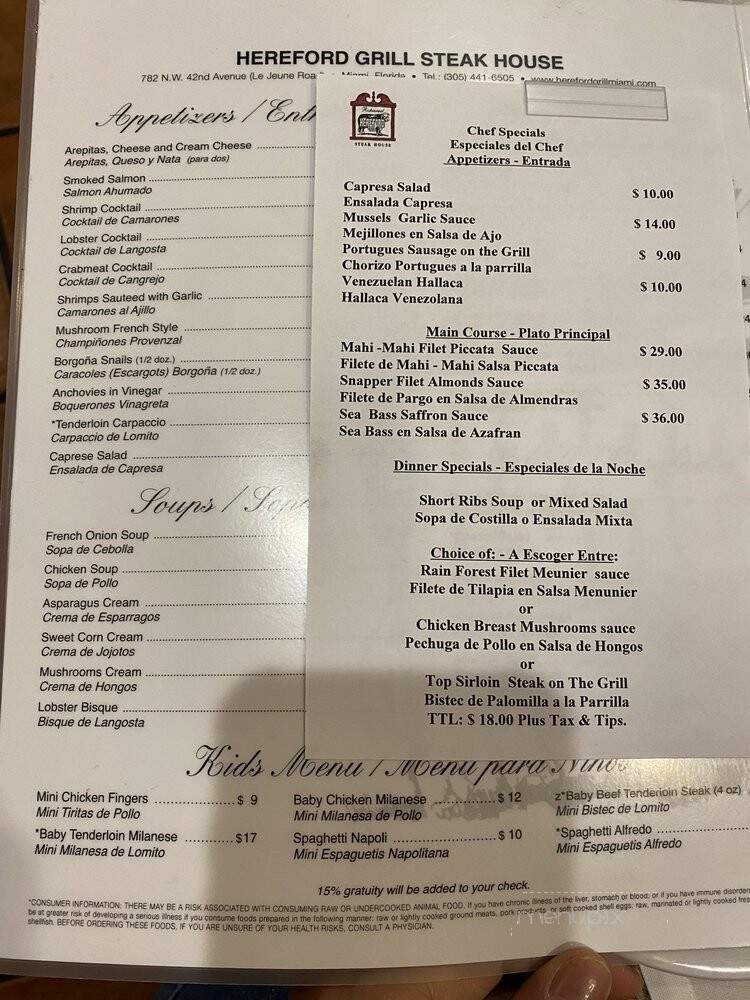 HEREFORD GRILL STEAK HOUSE
782 N.W. 42nd Avenue (Le Jeune Road Miami, Florida • Tel.: (305) 441-6505 • www.herefordgrillmiami.com
Appetizers / Ent
Arepitas, Cheese and Cream Cheese
Arepitas, Queso y Nata (para dos)
Smoked Salmon
Salmon Ahumado
Shrimp Cocktail
Cocktail de Camarones
Lobster Cocktail
Cocktail de Langosta
Crabmeat Cocktail
Cocktail de Cangrejo
Shrimps Sauteed with Garlic
Camarones al Ajillo
Mushroom French Style
Champiñones Provenzal
Borgoña Snails (1/2 doz.)
Caracoles (Escargots) Borgoña (1/2 doz.)
Anchovies in Vinegar
Boquerones Vinagreta
*Tenderloin Carpaccio
Carpaccio de Lomito
Caprese Salad
Ensalada de Capresa
Soups / Sopa
French Onion Soup
Sopa de Cebolla
Chicken Soup
Sopa de Pollo
Asparagus Cream
Crema de Esparragos
Sweet Corn Cream
Crema de Jojotos
Mushrooms Cream
Crema de Hongos
Lobster Bisque
Bisque de Langosta
Restaurant
HEREFORD
STEAK HOUSE
Chef Specials
Especiales del Chef
Appetizers - Entrada
Capresa Salad $ 10.00
Ensalada Capresa
Mussels Garlic Sauce $ 14.00
Mejillones en Salsa de Ajo
Portugues Sausage on the Grill $ 9.00
Chorizo Portugues a la parrilla
Venezuelan Hallaca $ 10.00
Hallaca Venezolana
Main Course - Plato Principal
Mahi -Mahi Filet Piccata Sauce $ 29.00
Filete de Mahi - Mahi Salsa Piccata
Snapper Filet Almonds Sauce $ 35.00
Filete de Pargo en Salsa de Almendras
Sea Bass Saffron Sauce $ 36.00
Sea Bass en Salsa de Azafran
Dinner Specials - Especiales de la Noche
Short Ribs Soup or Mixed Salad
Sopa de Costilla o Ensalada Mixta
Choice of: - A Escoger Entre:
Rain Forest Filet Meunier sauce
Filete de Tilapia en Salsa Menunier
or
Chicken Breast Mushrooms sauce
Pechuga de Pollo en Salsa de Hongos
or
Top Sirloin Steak on The Grill
Bistec de Palomilla a la Parrilla
TTL: $ 18.00 Plus Tax & Tips.
Kids Menu / Menu para Niños
Mini Chicken Fingers $ 9
Mini Tiritas de Pollo
*Baby Tenderloin Milanese $17
Mini Milanesa de Lomito
Baby Chicken Milanese $ 12
Mini Milanesa de Pollo
Spaghetti Napoli $ 10
Mini Espaguetis Napolitana
z*Baby Beef Tenderloin Steak (4 oz)
Mini Bistec de Lomito
*Spaghetti Alfredo
Mini Espaguetis Alfredo
15% gratuity will be added to your check.
*CONSUMER INFORMATION: THERE MAY BE A RISK ASSOCIATED WITH CONSUMING RAW OR UNDERCOOKED ANIMAL FOOD. If you have chronic illness of the liver, stomach or blood; or if you have immune disorder
be at greater risk of developing a serious illness if you consume foods prepared in the following manner: raw or lightly cooked ground meats, pork products, or soft cooked shell eggs; raw, marinated or lightly cooked
shellfish. BEFORE ORDERING THESE FOODS, IF YOU ARE UNSURE OF YOUR HEALTH RISKS, CONSULT A PHYSICIAN.